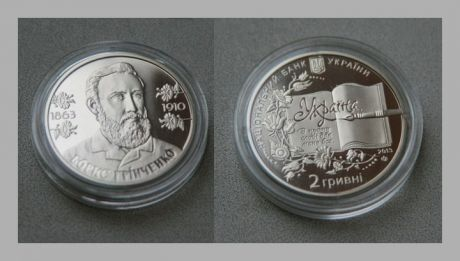 1863
1910
БОРИС ГРІНЧЕНКО
НАЦІОНАЛЬНИЙ БАНК УКРАЇНИ
Україна
2013
2 гривні